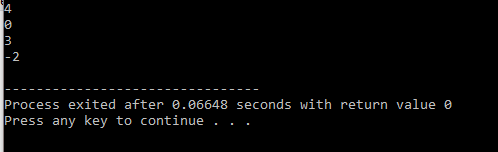 4
0
3
-2
--------------------------------
Process exited after 0.06648 seconds with return value 0
Press any key to continue . . .